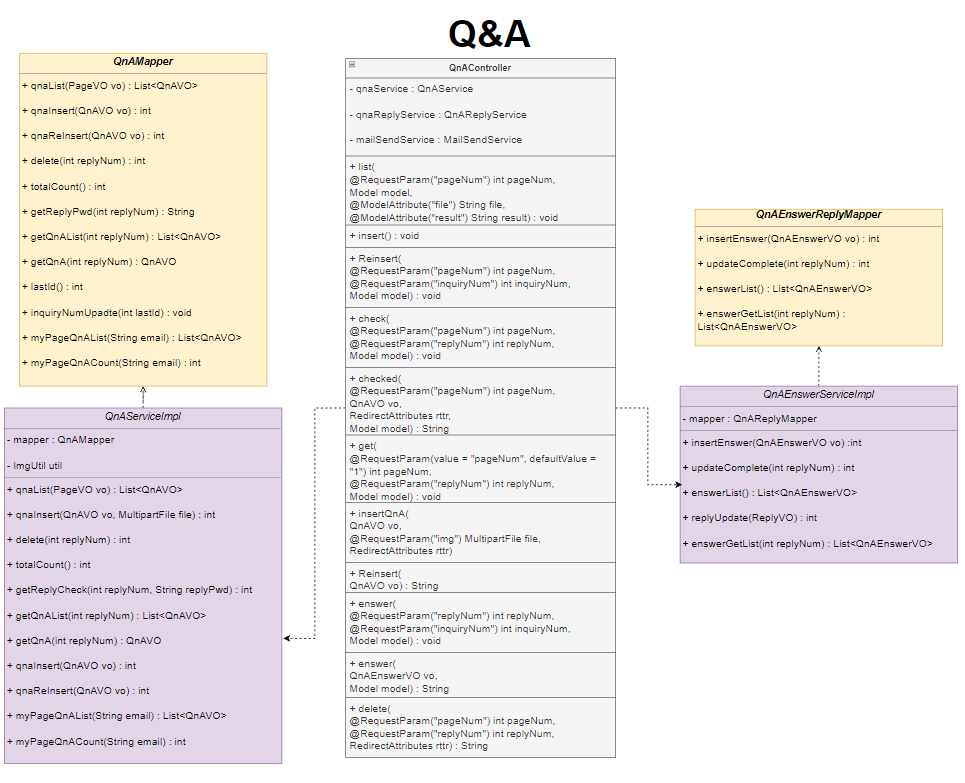 Q&A
QnAMapper
+ qnaList(PageVO vo) : List<QnAVO>
+ qnaInsert(QnAVO vo) : int
+ qnaReInsert(QnAVO vo) : int
+ delete(int replyNum) : int
+ totalCount() : int
+ getReplyPwd(int replyNum) : String
+ getQnAList(int replyNum) : List<QnAVO>
+ getQnA(int replyNum) : QnAVO
+ lastId() : int
+ inquiryNumUpadte(int lastId) : void
+ myPageQnAList(String email) : List<QnAVO>
+ myPageQnACount(String email) : int
QnAServiceImpl
- mapper : QnAMapper
- ImgUtil util
+ qnaList(PageVO vo) : List<QnAVO>
+ qnaInsert(QnAVO vo, MultipartFile file) : int
+ delete(int replyNum) : int
+ totalCount() : int
+ getReplyCheck(int replyNum, String replyPwd) : int
+ getQnAList(int replyNum) : List<QnAVO>
+ getQnA(int replyNum) : QnAVO
+ qnaInsert(QnAVO vo) : int
+ qnaReInsert(QnAVO vo) : int
+ myPageQnAList(String email) : List<QnAVO>
+ myPageQnACount(String email) : int
QnAController
- qnaService : QnAService
- qnaReplyService : QnAReplyService
- mailSendService : MailSendService
+ list(
@RequestParam("pageNum") int pageNum,
Model model,
@ModelAttribute("file") String file,
@ModelAttribute("result") String result) : void
+ insert() : void
+ Reinsert(
@RequestParam("pageNum") int pageNum,
@RequestParam("inquiryNum") int inquiryNum,
Model model) : void
+ check(
@RequestParam("pageNum") int pageNum,
@RequestParam("replyNum") int replyNum,
Model model) : void
+ checked(
@RequestParam("pageNum") int pageNum,
QnAVO vo,
RedirectAttributes rttr,
Model model) : String
+ get(
@RequestParam(value = "pageNum", defaultValue =
"1") int pageNum,
@RequestParam("replyNum") int replyNum,
Model model) : void
+ insertQnA(
QnAVO vo,
@RequestParam("img") MultipartFile file,
RedirectAttributes rttr)
+ Reinsert(
QnAVO vo) : String
+ enswer(
@RequestParam("replyNum") int replyNum,
@RequestParam("inquiryNum") int inquiryNum,
Model model) : void
+ enswer(
QnAEnswerVO vo,
Model model) : String
+ delete(
@RequestParam("pageNum") int pageNum,
@RequestParam("replyNum") int replyNum,
RedirectAttributes rttr) : String
QnAEnswerReplyMapper
+ insertEnswer(QnAEnswerVO vo) : int
+ updateComplete(int replyNum) : int
+ enswerList() : List<QnAEnswerVO>
+ enswerGetList(int replyNum) :
List<QnAEnswerVO>
QnAEnswerServiceImpl
- mapper : QnAReplyMapper
+ insertEnswer(QnAEnswerVO vo) :int
+ updateComplete(int replyNum) : int
+ enswerList() : List<QnAEnswerVO>
+ replyUpdate(ReplyVO) : int
+ enswerGetList(int replyNum) : List<QnAEnswerVO>